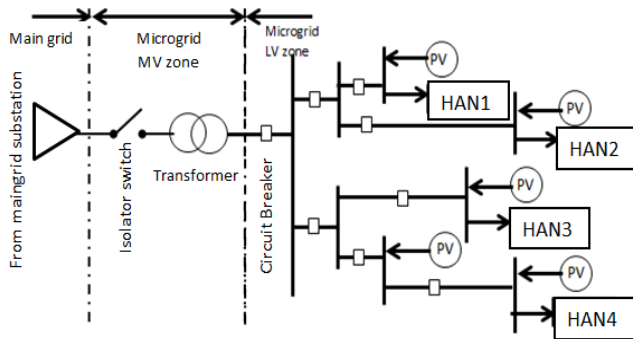 Main grid
Microgrid
MV zone
Microgrid
LV zone
From maingrid substation
Isolator switch
Transformer
Circuit Breaker
PV
HAN1
PV
HAN2
PV
HAN3
PV
PV
HAN4